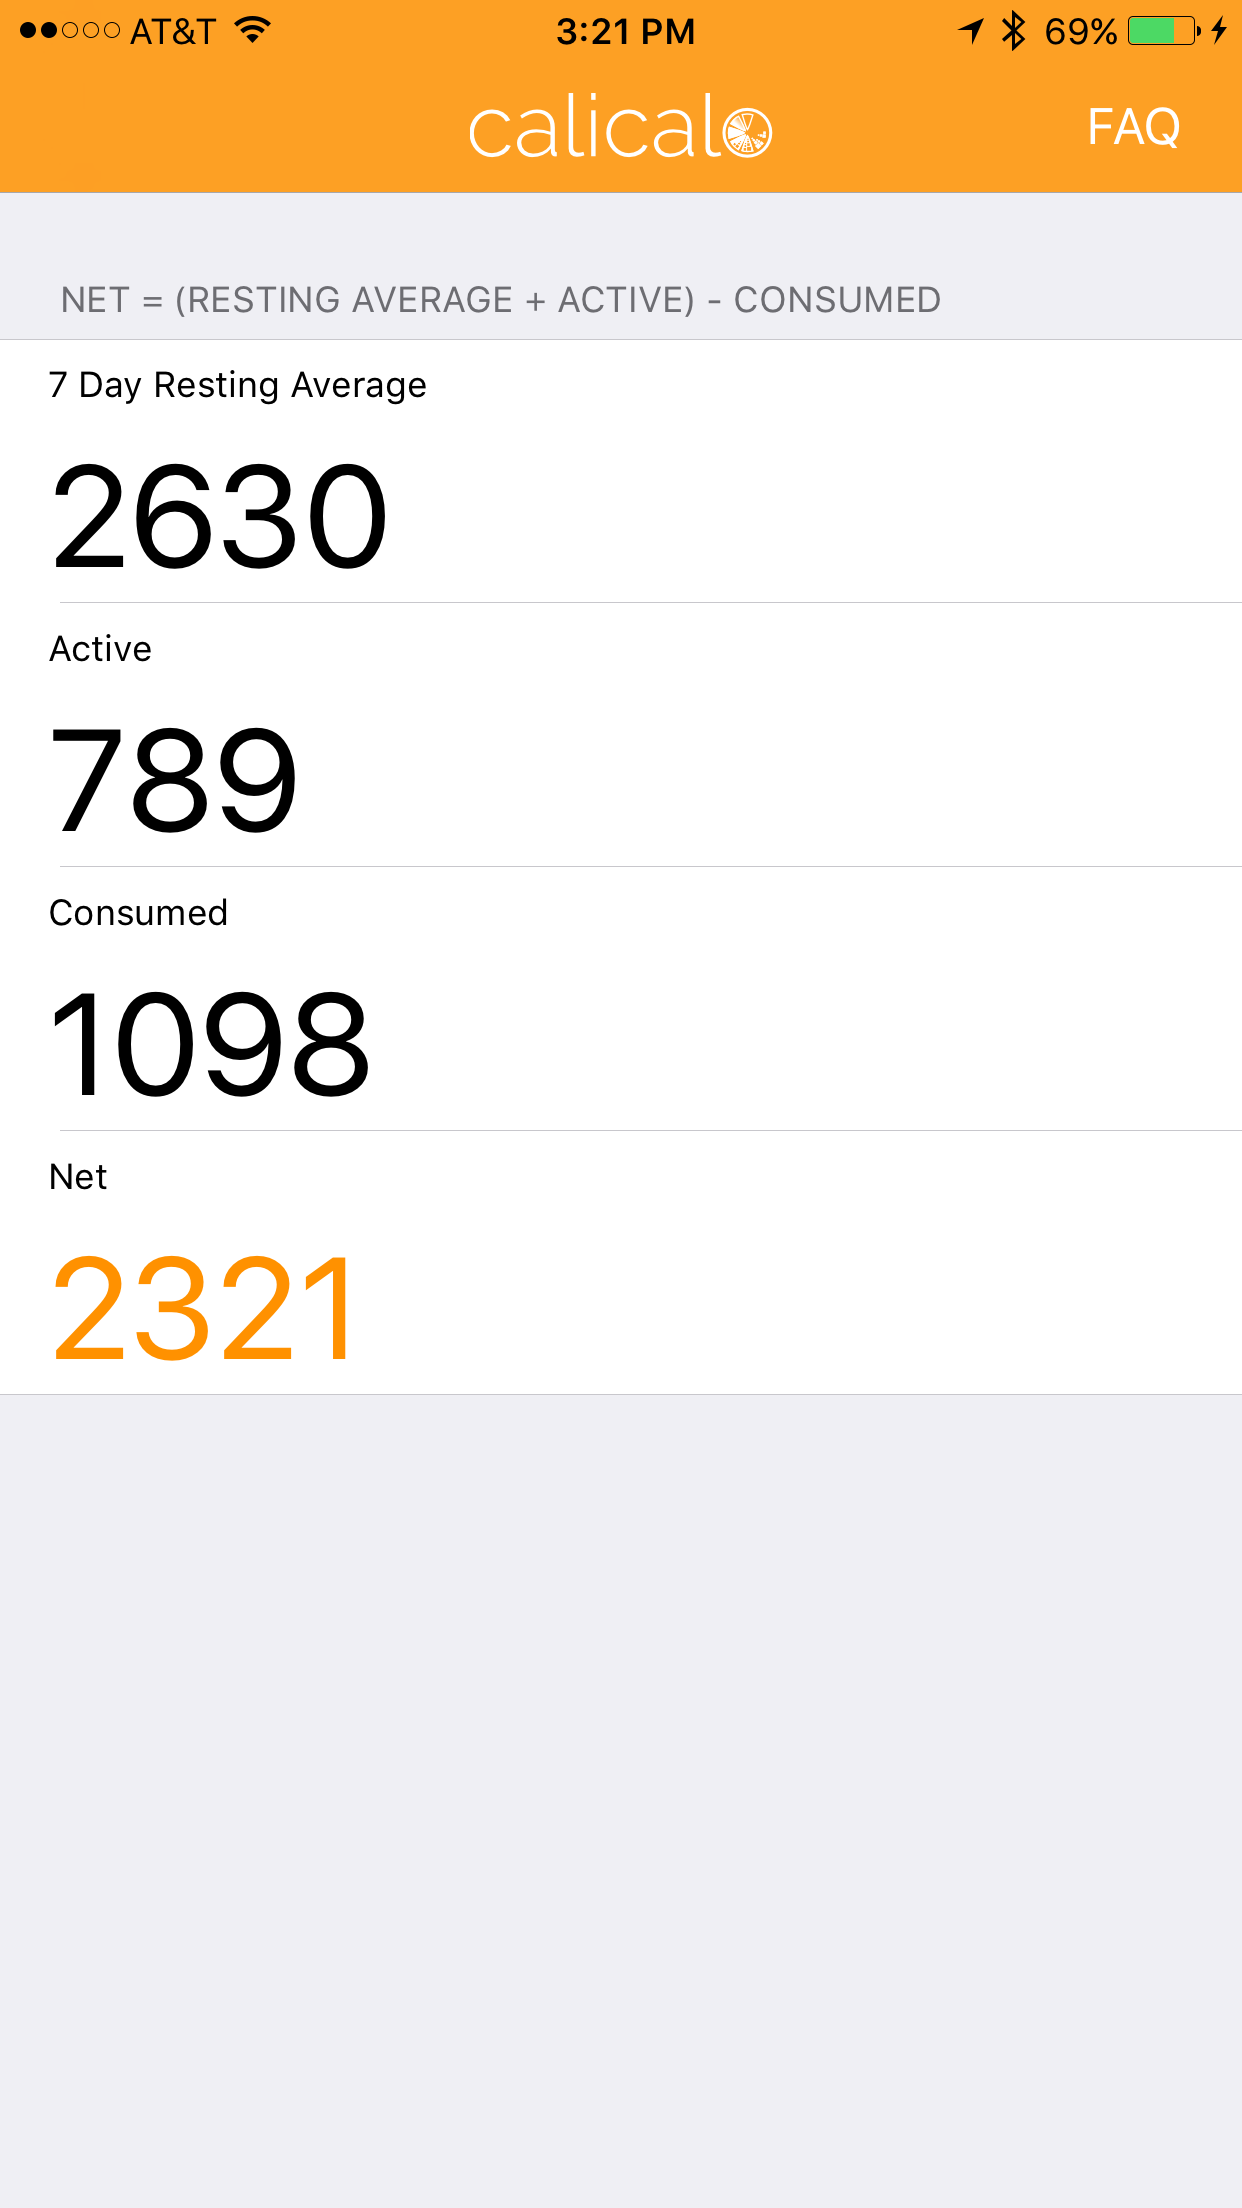 AT&T 3:21 PM 69%
calicalo FAQ
NET = (RESTING AVERAGE + ACTIVE) - CONSUMED
7 Day Resting Average
2630
Active
789
Consumed
1098
Net
2321